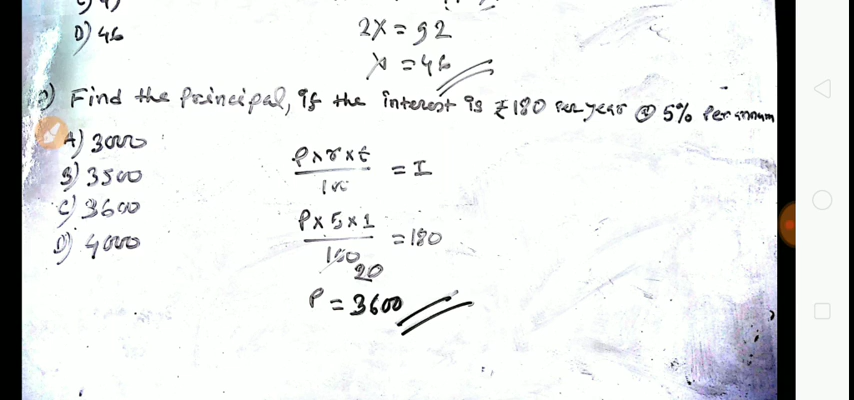 D) 46
2x = 92
x = 46
Find the Principal, if the interest is ₹180 per year @ 5% Per annum
A) 3000
B) 3500
C) 3600
D) 4000
P×r×t
100
= I
P×5×1
100
= 180
20
P = 3600